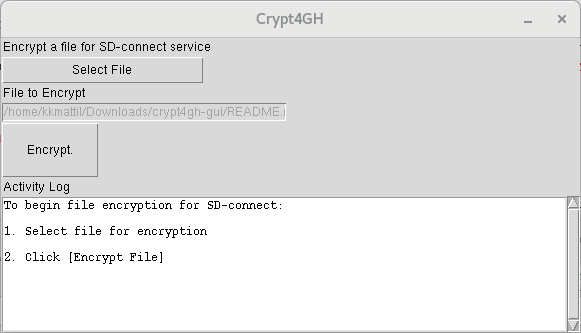 Crypt4GH
Encrypt a file for SD-connect service
Select File
File to Encrypt
/home/kkmattil/Downloads/crypt4gh-gui/README.
Encrypt.
Activity Log
To begin file encryption for SD-connect:
1. Select file for encryption
2. Click [Encrypt File]